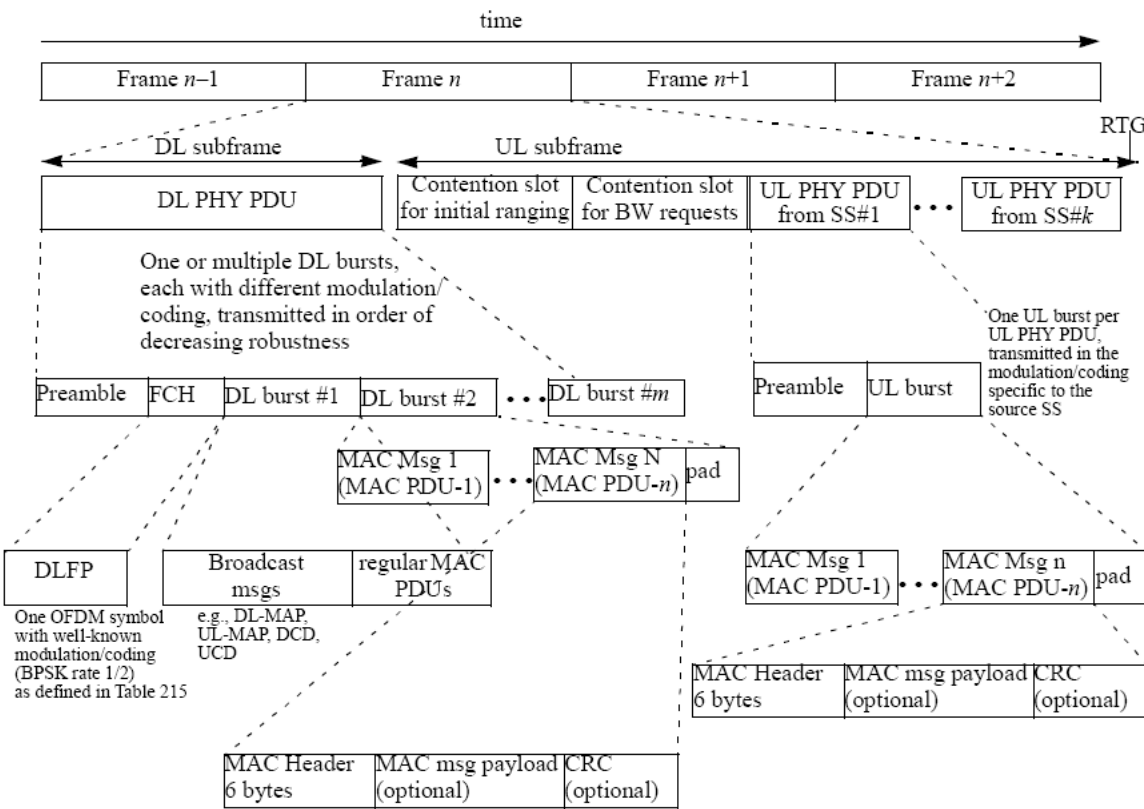 time
Frame n–1
Frame n
Frame n+1
Frame n+2
RTG
DL subframe
UL subframe
DL PHY PDU
Contention slot
for initial ranging
Contention slot
for BW requests
UL PHY PDU
from SS#1
UL PHY PDU
from SS#k
One or multiple DL bursts,
each with different modulation/
coding, transmitted in order of
decreasing robustness
One UL burst per
UL PHY PDU,
transmitted in the
modulation/coding
specific to the
source SS
Preamble
FCH
DL burst #1
DL burst #2
DL burst #m
Preamble
UL burst
MAC Msg 1
(MAC PDU-1)
MAC Msg N
(MAC PDU-n)
pad
DLFP
Broadcast
msgs
regular MAC
PDUs
MAC Msg 1
(MAC PDU-1)
MAC Msg n
(MAC PDU-n)
pad
One OFDM symbol
with well-known
modulation/coding
(BPSK rate 1/2)
as defined in Table 215
e.g., DL-MAP,
UL-MAP, DCD,
UCD
MAC Header
6 bytes
MAC msg payload
(optional)
CRC
(optional)
MAC Header
6 bytes
MAC msg payload
(optional)
CRC
(optional)